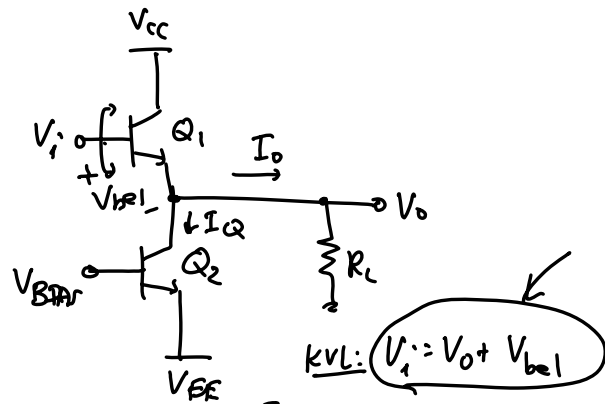 Vcc
Vi
Q1
Io
+
Vbe1
-
IQ
Vo
VBIAS
Q2
RL
KVL: Vi = Vo + Vbe1
VEE